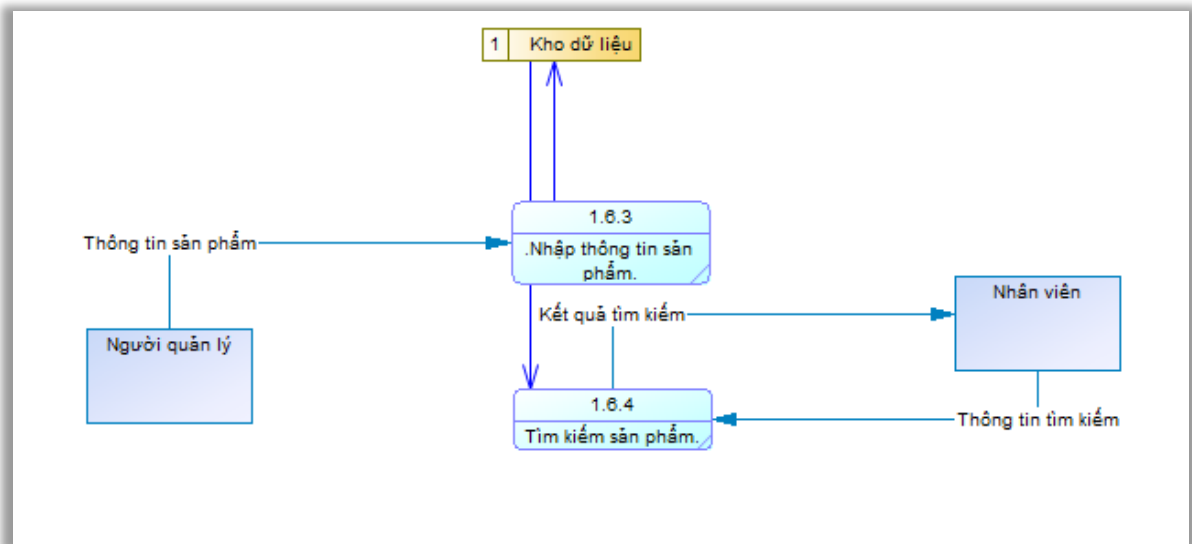 1 Kho dữ liệu
1.6.3
Thông tin sản phẩm
.Nhập thông tin sản
phẩm.
Nhân viên
Kết quả tìm kiếm
Người quản lý
1.6.4
Thông tin tìm kiếm
Tìm kiếm sản phẩm.